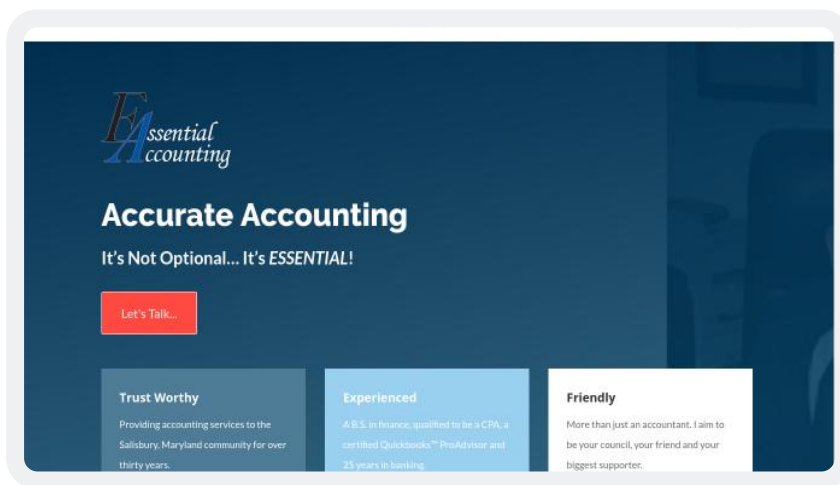 Essential
Accounting
Accurate Accounting
It's Not Optional... It's ESSENTIAL!
Let's Talk...
Trust Worthy
Providing accounting services to the
Salisbury, Maryland community for over
thirty years.
Experienced
A B.S. in finance, qualified to be a CPA, a
certified Quickbooks™ ProAdvisor and
25 years in banking.
Friendly
More than just an accountant. I aim to
be your council, your friend and your
biggest supporter.